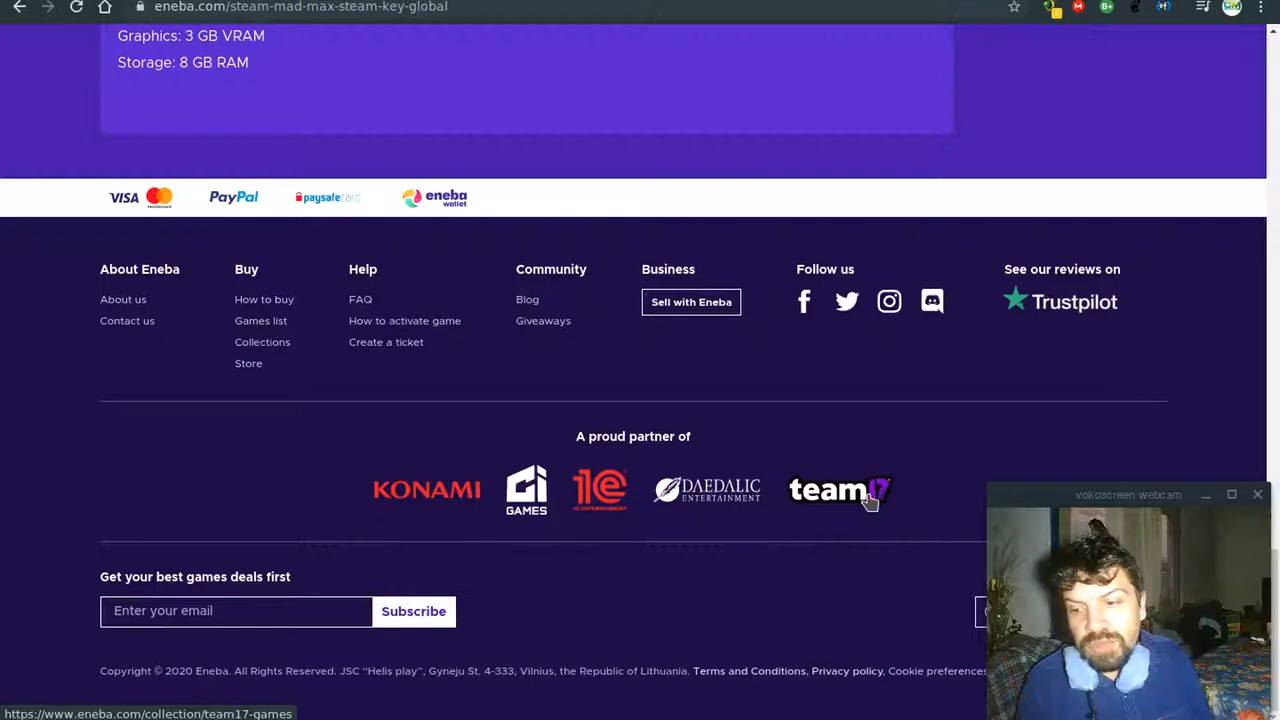 eneba.com/steam-mad-max-steam-key-global
Graphics: 3 GB VRAM
Storage: 8 GB RAM
VISA mastercard PayPal paysafecard eneba wallet
About Eneba
About us
Contact us
Buy
How to buy
Games list
Collections
Store
Help
FAQ
How to activate game
Create a ticket
Community
Blog
Giveaways
Business
Sell with Eneba
Follow us
See our reviews on
Trustpilot
A proud partner of
KONAMI
CI GAMES
1C
DAEDALIC ENTERTAINMENT
team17
vokoscreen webcam
Get your best games deals first
Enter your email
Subscribe
Copyright © 2020 Eneba. All Rights Reserved. JSC “Helis play”, Gyneju St. 4-333, Vilnius, the Republic of Lithuania. Terms and Conditions, Privacy policy, Cookie preferences
https://www.eneba.com/collection/team17-games